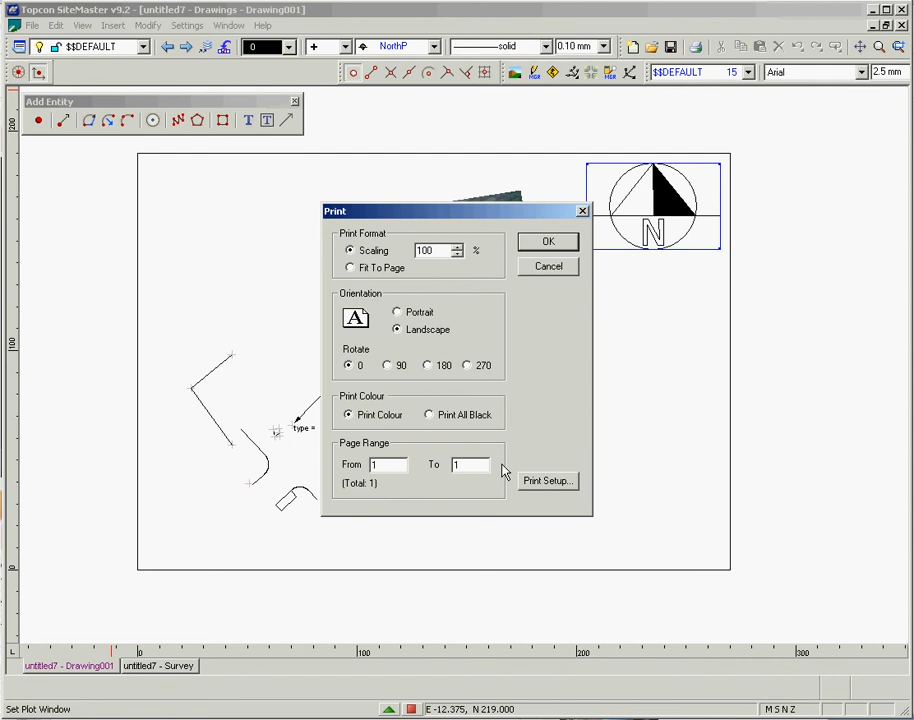 Topcon SiteMaster v9.2 - [untitled7 - Drawings - Drawing001]
File Edit View Insert Modify Settings Window Help
$$DEFAULT 0 NorthP solid 0.10 mm
MGR MGR $$DEFAULT 15 Arial 2.5 mm
Add Entity
T T
200
N
Print
Print Format
Scaling 100 %
Fit To Page
OK
Cancel
Orientation
A
Portrait
Landscape
Rotate
0 90 180 270
100
Print Colour
Print Colour Print All Black
type =
Page Range
From 1 To 1
(Total: 1)
Print Setup...
0
0 100 200 300
untitled7 - Drawing001 untitled7 - Survey
Set Plot Window E -12.375, N 219.000 M S N Z